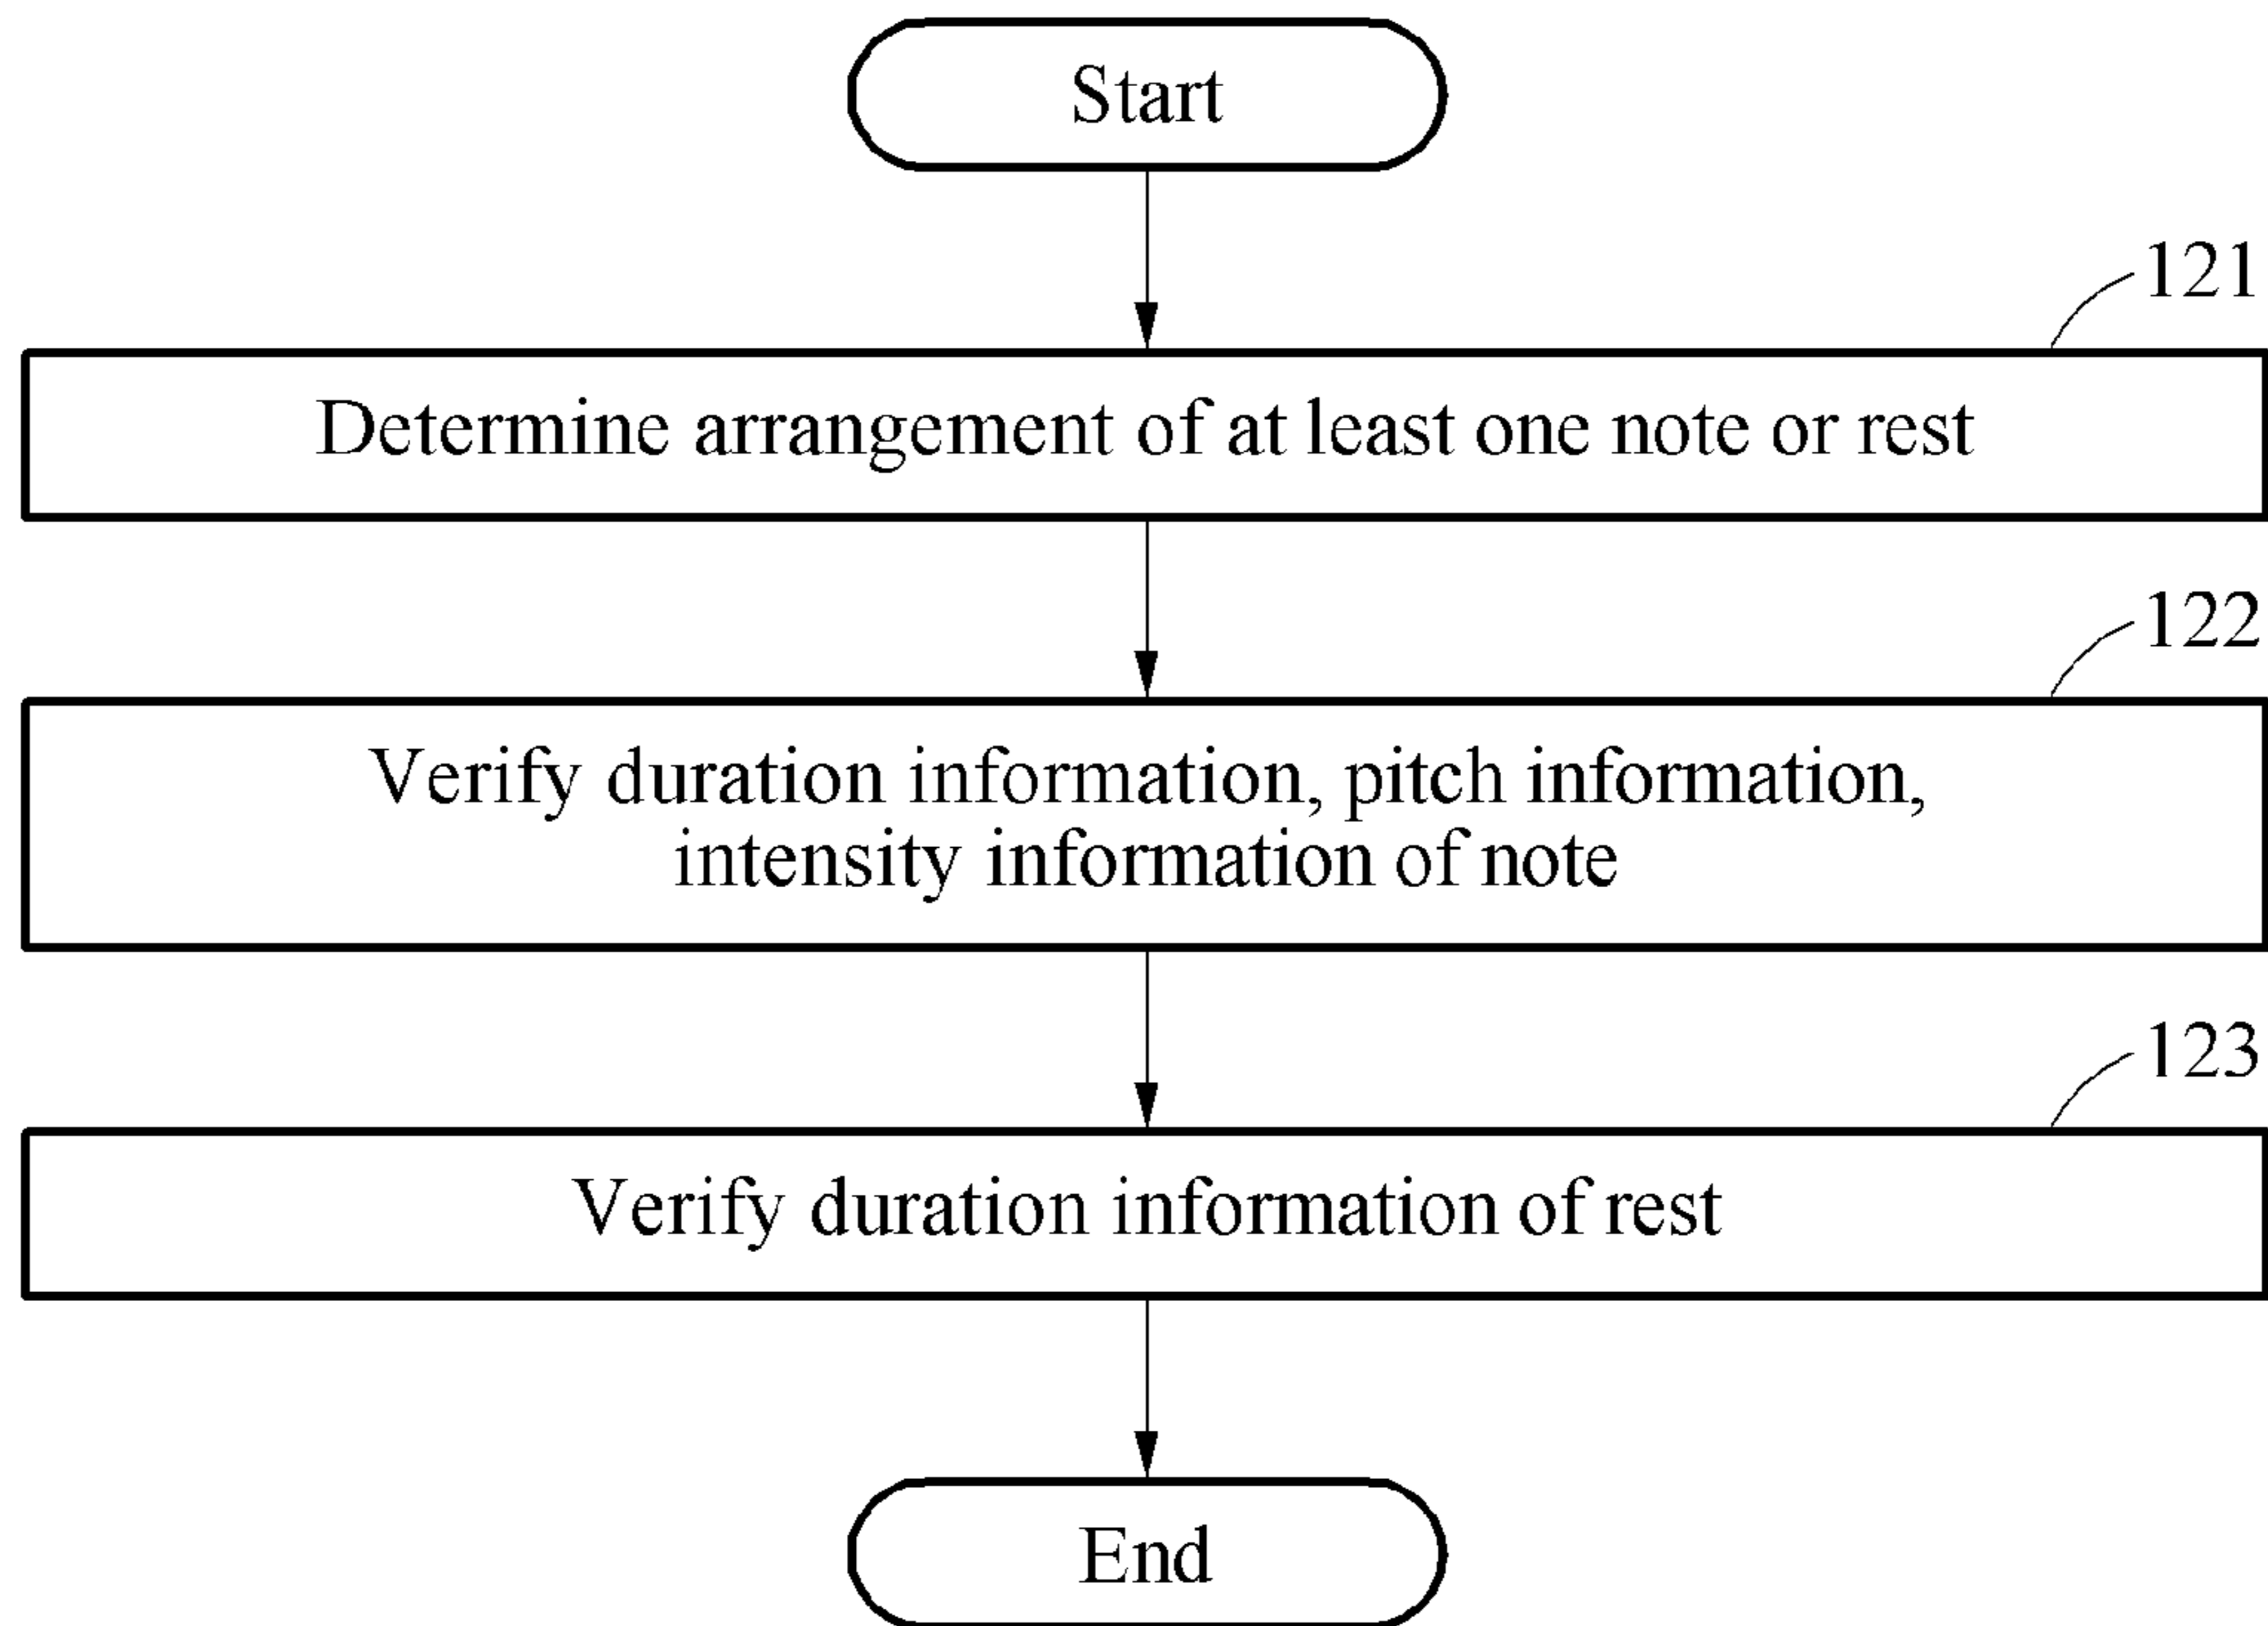 Start
121
Determine arrangement of at least one note or rest
122
Verify duration information, pitch information,
intensity information of note
123
Verify duration information of rest
End